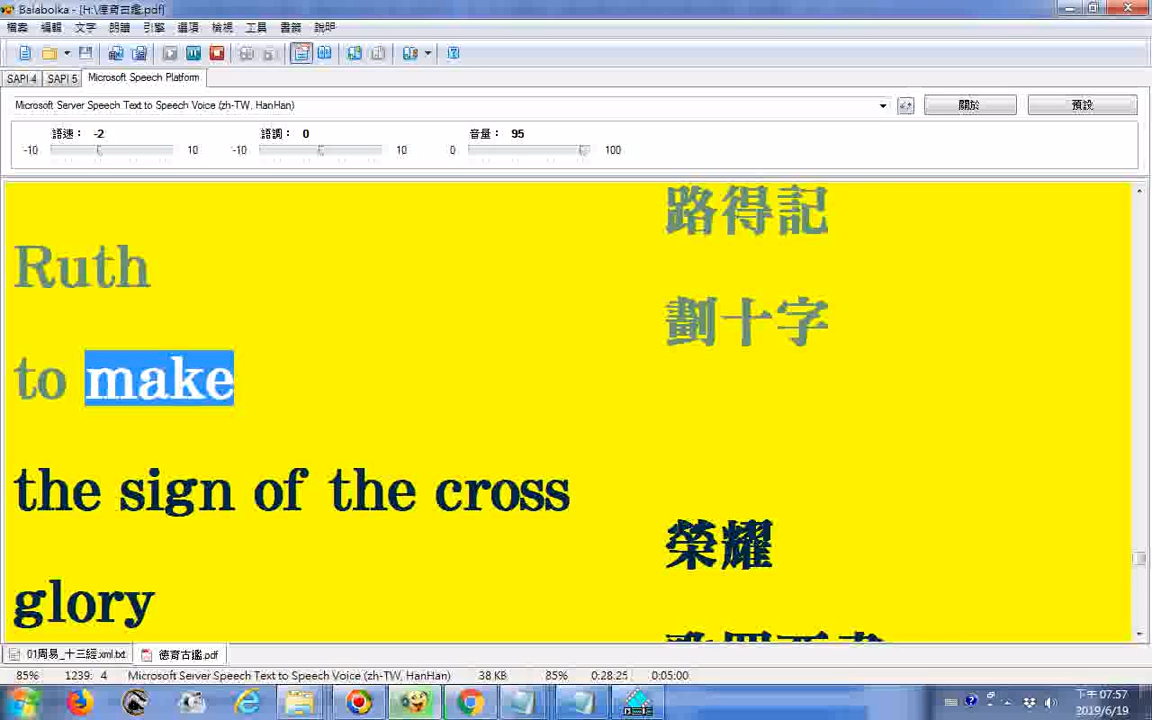 Balabolka - [H:\德育古鑑.pdf]
檔案 編輯 文字 朗讀 引擎 選項 檢視 工具 書籤 說明
SAPI 4 SAPI 5 Microsoft Speech Platform
Microsoft Server Speech Text to Speech Voice (zh-TW, HanHan) 關於 預設
語速： -2 語調： 0 音量： 95
-10 10 -10 10 0 100
路得記
Ruth
劃十字
to make
the sign of the cross
榮耀
glory
01周易_十三經.xml.txt 德育古鑑.pdf
85% 1239: 4 Microsoft Server Speech Text to Speech Voice (zh-TW, HanHan) 38 KB 85% 0:28:25 0:05:00
下午 07:57
2019/6/19